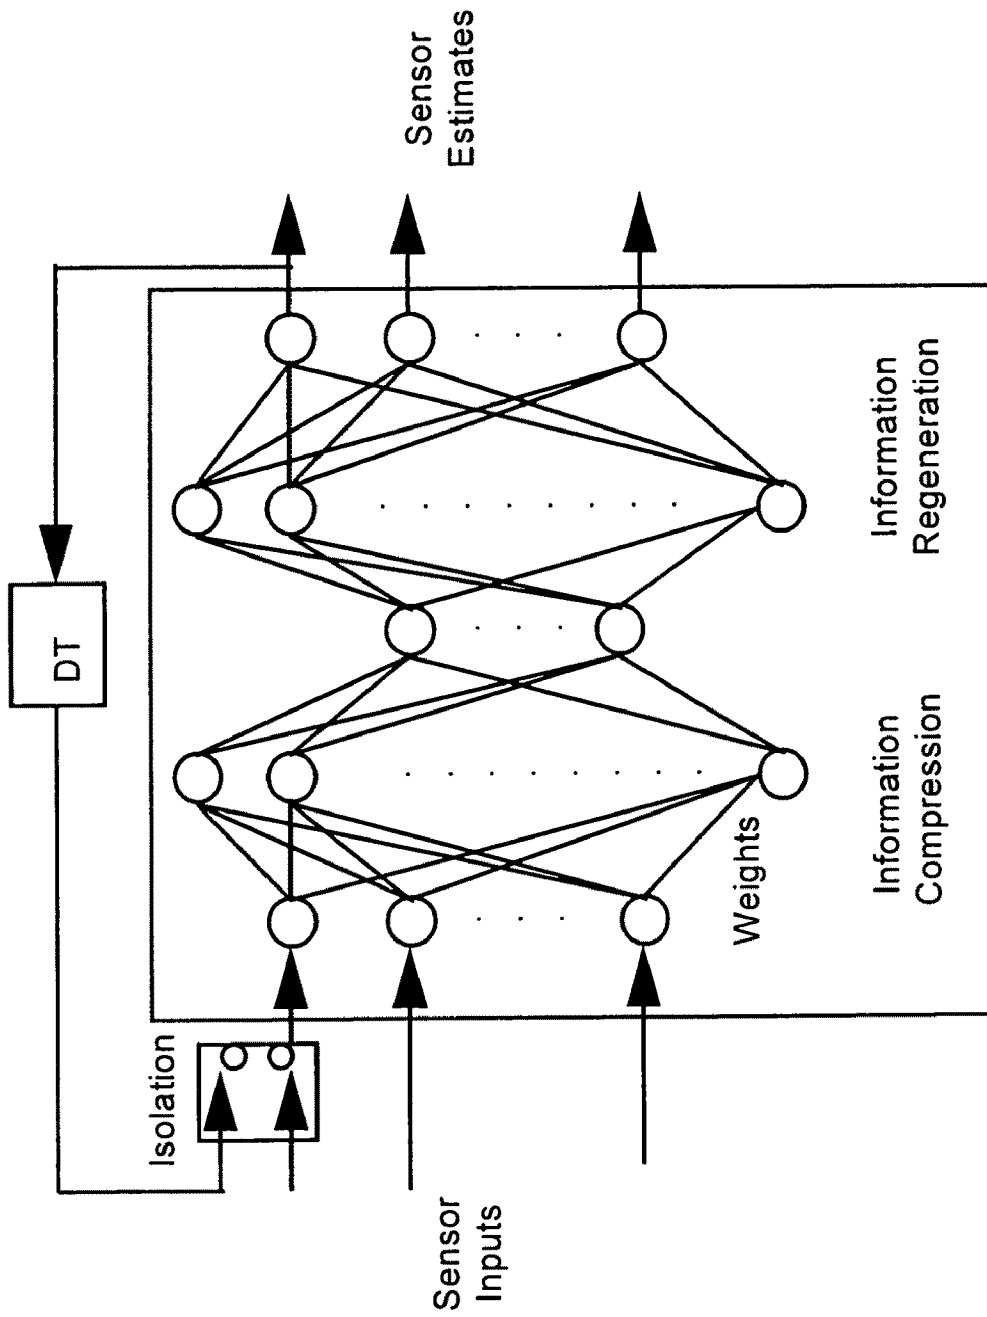 DT
Isolation
Sensor
Inputs
Sensor
Estimates
Weights
Information
Compression
Information
Regeneration